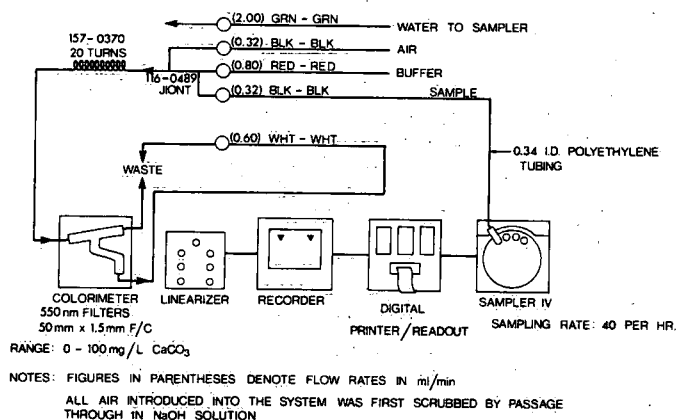 (2.00) GRN - GRN
WATER TO SAMPLER
(0.32) BLK - BLK
AIR
157-0370
20 TURNS
(0.80) RED - RED
BUFFER
116-0489
JIONT
(0.32) BLK - BLK
SAMPLE
(0.60) WHT - WHT
0.34 I.D. POLYETHYLENE
TUBING
WASTE
COLORIMETER
550 nm FILTERS
50 mm x 1.5 mm F/C
LINEARIZER
RECORDER
DIGITAL
PRINTER/READOUT
SAMPLER IV
SAMPLING RATE: 40 PER HR.
RANGE: 0 - 100 mg/L CaCO3
NOTES: FIGURES IN PARENTHESES DENOTE FLOW RATES IN ml/min
ALL AIR INTRODUCED INTO THE SYSTEM WAS FIRST SCRUBBED BY PASSAGE
THROUGH 1N NaOH SOLUTION